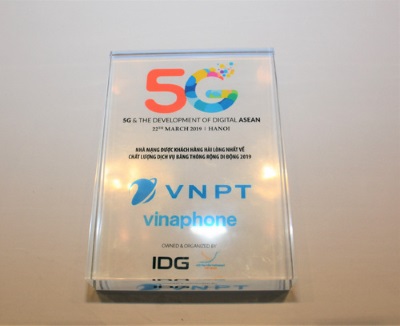 5G
5G & THE DEVELOPMENT OF DIGITAL ASEAN
22ND MARCH 2019 | HANOI
NHÀ MẠNG ĐƯỢC KHÁCH HÀNG HÀI LÒNG NHẤT VỀ
CHẤT LƯỢNG DỊCH VỤ BĂNG THÔNG RỘNG DI ĐỘNG 2019
VNPT
vinaphone
OWNED & ORGANIZED BY
IDG